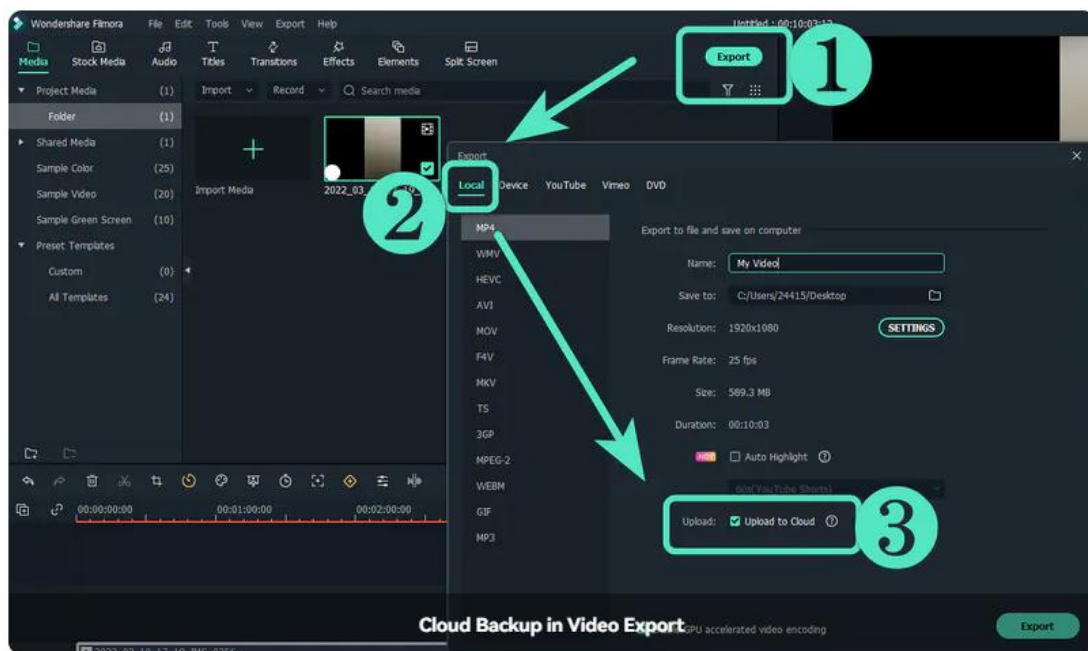 Wondershare Filmora File Edit Tools View Export Help Untitled : 00:10:03:12
Media Stock Media Audio Titles Transitions Effects Elements Split Screen
Export
1
Project Media (1)
Import Record Search media
Folder (1)
Shared Media (1)
Sample Color (25)
Sample Video (20)
Sample Green Screen (10)
Preset Templates
Custom (0)
All Templates (24)
Import Media
2022_03
2
Export
Local Device YouTube Vimeo DVD
MP4
WMV
HEVC
AVI
MOV
F4V
MKV
TS
3GP
MPEG-2
WEBM
GIF
MP3
Export to file and save on computer
Name: My Video
Save to: C:/Users/24415/Desktop
Resolution: 1920x1080 SETTINGS
Frame Rate: 25 fps
Size: 589.3 MB
Duration: 00:10:03
HOT Auto Highlight
(YouTube Shorts)
Upload: Upload to Cloud
3
00:00:00:00 00:01:00:00 00:02:00:00
Cloud Backup in Video Export
GPU accelerated video encoding
Export